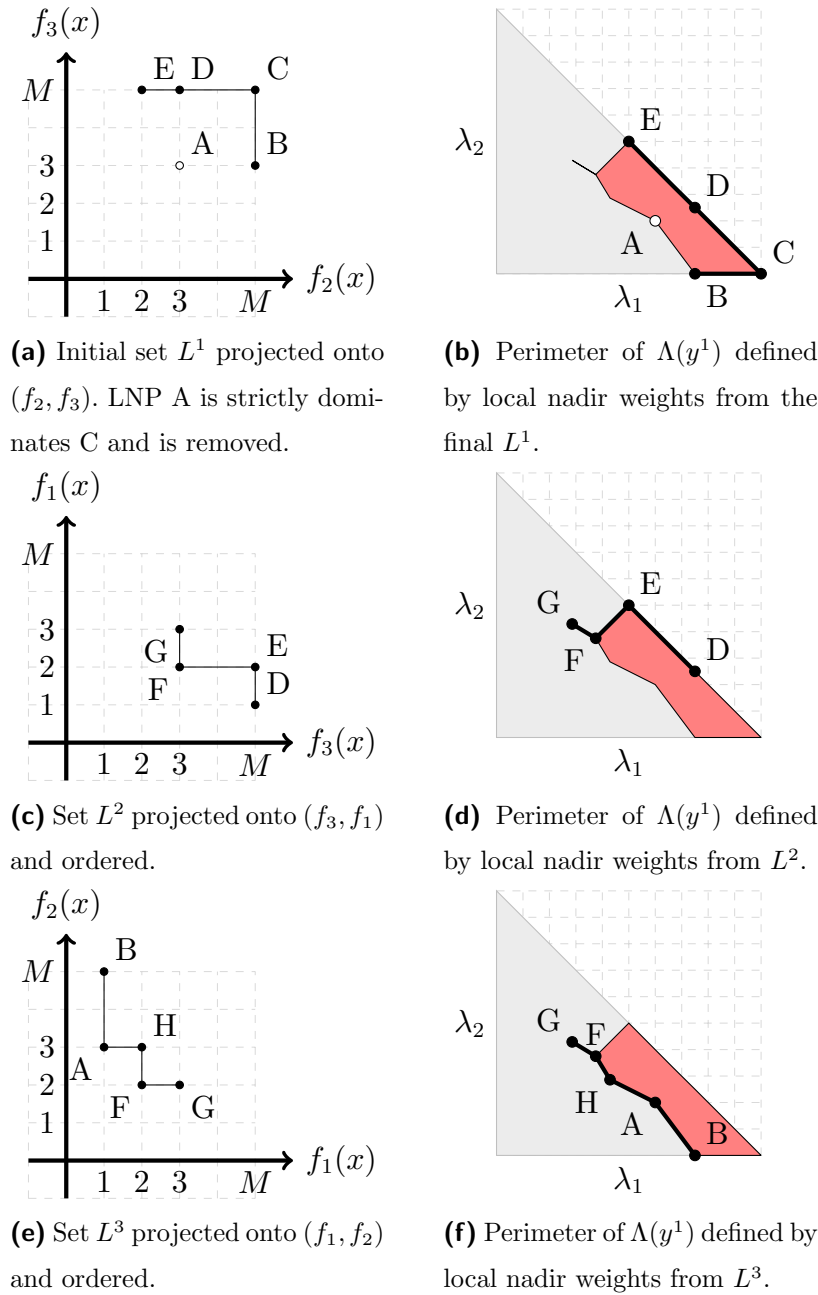 f₃(x)
E D C
M
A B
3
2
1
f₂(x)
1 2 3 M
E
λ₂
D
A C
λ₁ B
(a) Initial set L¹ projected onto
(f₂, f₃). LNP A is strictly domi-
nates C and is removed.
(b) Perimeter of Λ(y¹) defined
by local nadir weights from the
final L¹.
f₁(x)
M
3
G E
2
F D
1
f₃(x)
1 2 3 M
E
G
λ₂
F D
λ₁
(c) Set L² projected onto (f₃, f₁)
and ordered.
(d) Perimeter of Λ(y¹) defined
by local nadir weights from L².
f₂(x)
B
M
H
3
A
2
F G
1
f₁(x)
1 2 3 M
G F
λ₂
H A B
λ₁
(e) Set L³ projected onto (f₁, f₂)
and ordered.
(f) Perimeter of Λ(y¹) defined by
local nadir weights from L³.